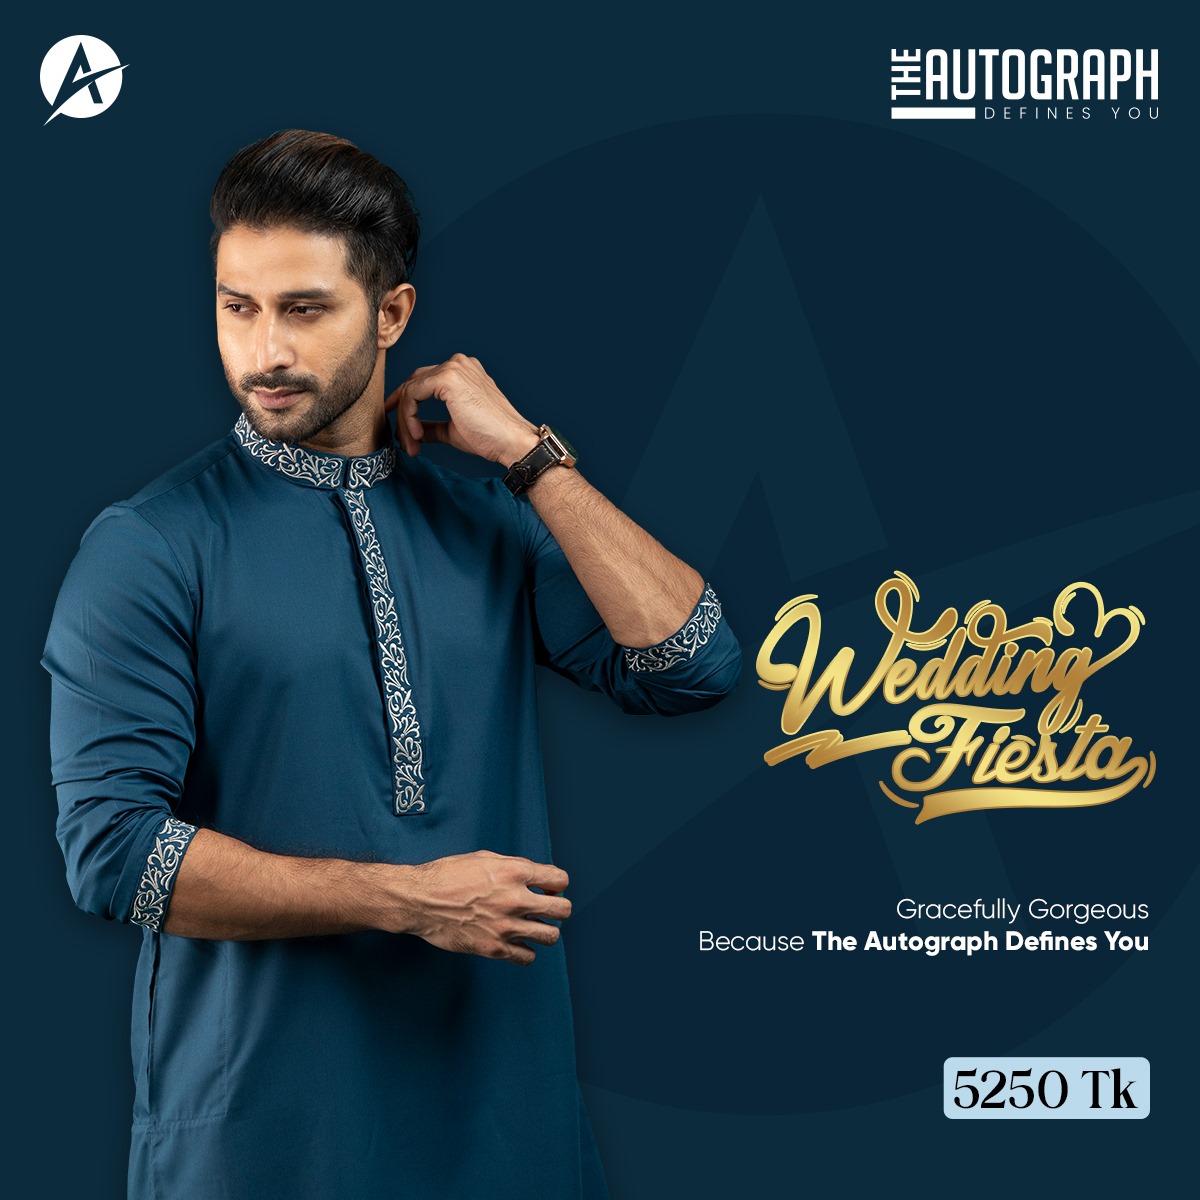 THE AUTOGRAPH
DEFINES YOU
Wedding
Fiesta
Gracefully Gorgeous
Because The Autograph Defines You
5250 Tk